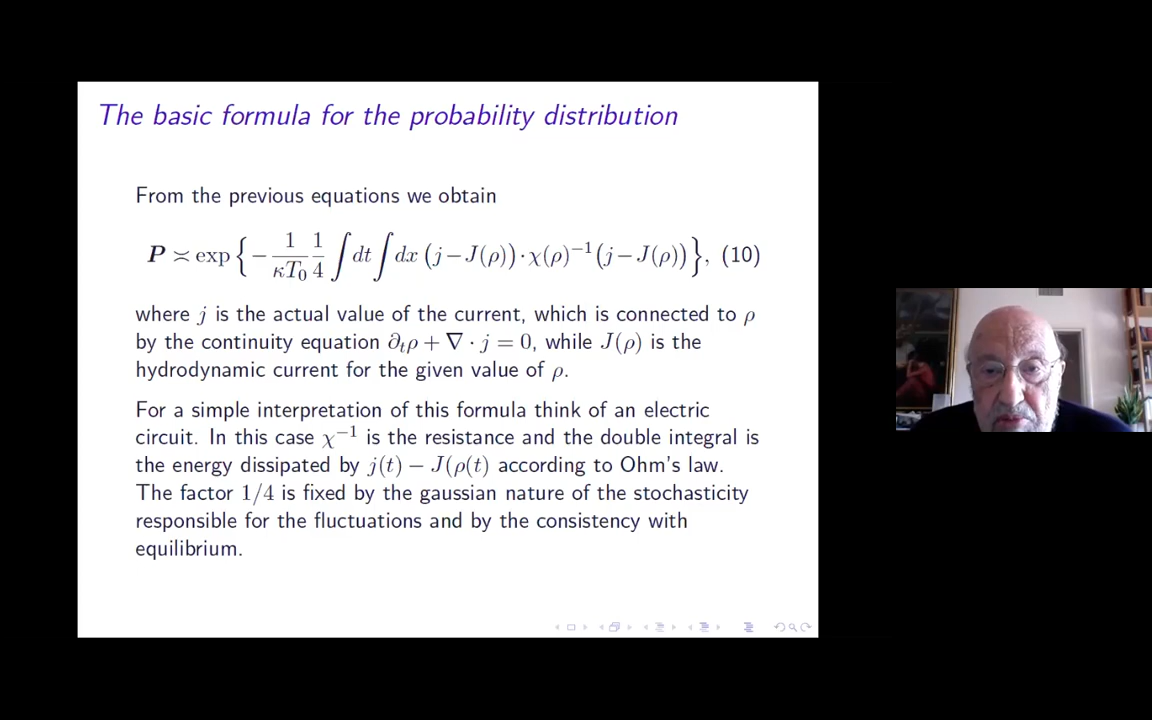 The basic formula for the probability distribution
From the previous equations we obtain
P ≍ exp { − 1/κT₀ 1/4 ∫ dt ∫ dx (j − J(ρ)) · χ(ρ)⁻¹ (j − J(ρ)) }, (10)
where j is the actual value of the current, which is connected to ρ
by the continuity equation ∂ₜρ + ∇ · j = 0, while J(ρ) is the
hydrodynamic current for the given value of ρ.
For a simple interpretation of this formula think of an electric
circuit. In this case χ⁻¹ is the resistance and the double integral is
the energy dissipated by j(t) − J(ρ(t) according to Ohm's law.
The factor 1/4 is fixed by the gaussian nature of the stochasticity
responsible for the fluctuations and by the consistency with
equilibrium.